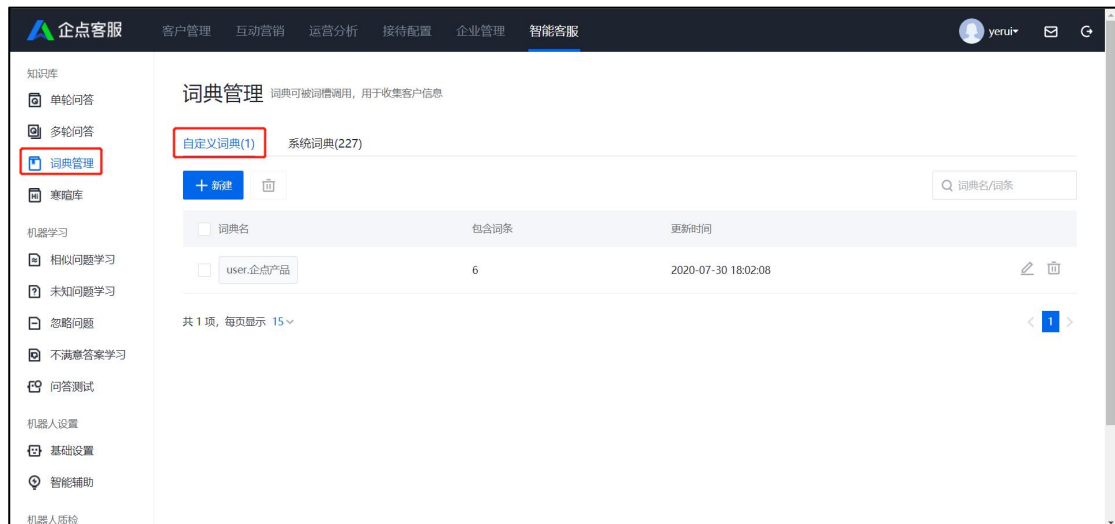 企点客服
客户管理 互动营销 运营分析 接待配置 企业管理 智能客服 yerui
知识库
单轮问答
多轮问答
词典管理
寒暄库
机器学习
相似问题学习
未知问题学习
忽略问题
不满意答案学习
问答测试
机器人设置
基础设置
智能辅助
机器人质检
词典管理 词典可被词槽调用，用于收集客户信息
自定义词典(1) 系统词典(227)
新建 词典名/词条
词典名 包含词条 更新时间
user.企点产品 6 2020-07-30 18:02:08
共 1 项，每页显示 15 1